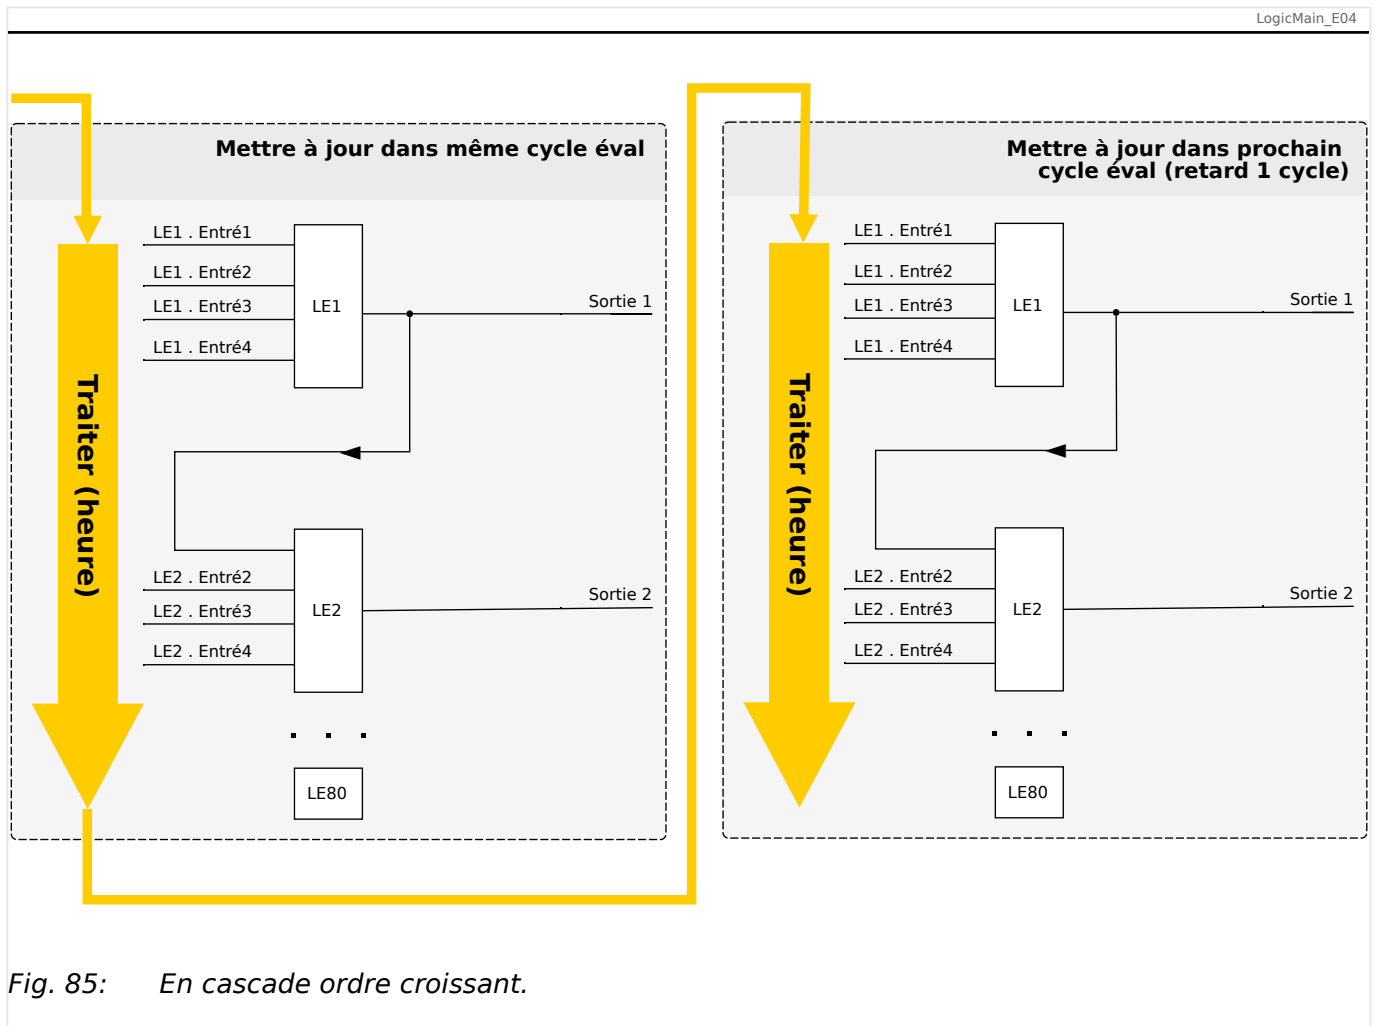 LogicMain_E04
Mettre à jour dans même cycle éval
LE1 . Entré1
LE1 . Entré2
LE1 . Entré3
LE1 . Entré4
LE1
Sortie 1
Traiter (heure)
LE2 . Entré2
LE2 . Entré3
LE2 . Entré4
LE2
Sortie 2
. . .
LE80
Mettre à jour dans prochain
cycle éval (retard 1 cycle)
LE1 . Entré1
LE1 . Entré2
LE1 . Entré3
LE1 . Entré4
LE1
Sortie 1
Traiter (heure)
LE2 . Entré2
LE2 . Entré3
LE2 . Entré4
LE2
Sortie 2
. . .
LE80
Fig. 85: En cascade ordre croissant.